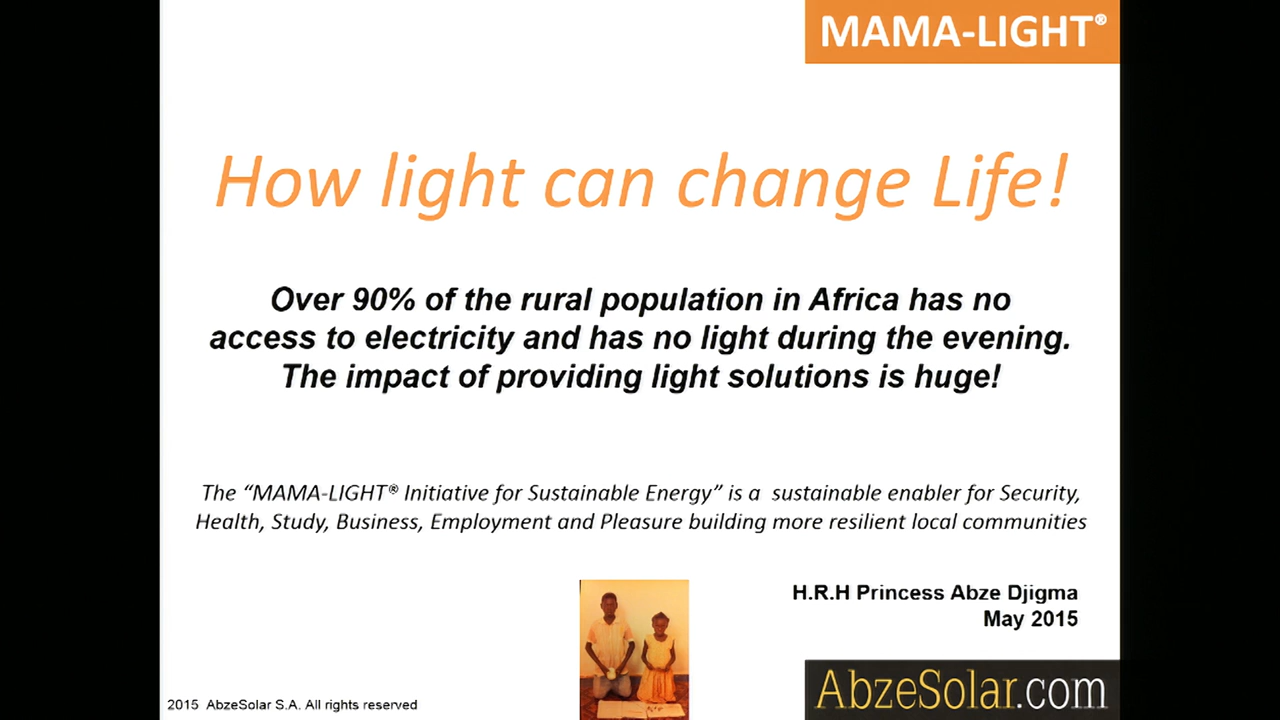 MAMA-LIGHT®
How light can change Life!
Over 90% of the rural population in Africa has no
access to electricity and has no light during the evening.
The impact of providing light solutions is huge!
The “MAMA-LIGHT® Initiative for Sustainable Energy” is a  sustainable enabler for Security,
Health, Study, Business, Employment and Pleasure building more resilient local communities
H.R.H Princess Abze Djigma
May 2015
AbzeSolar.com
2015  AbzeSolar S.A. All rights reserved